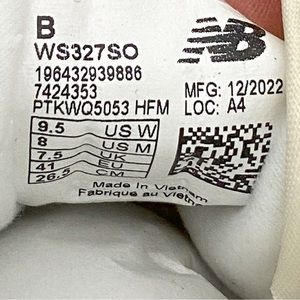 B
WS327SO
196432939886
7424353
PTKWQ5053 HFM
MFG: 12/2022
LOC: A4
9.5 US W
8 US M
7.5 UK
41 EU
26.5 CM
Made in Vietnam
Fabrique au Vietnam